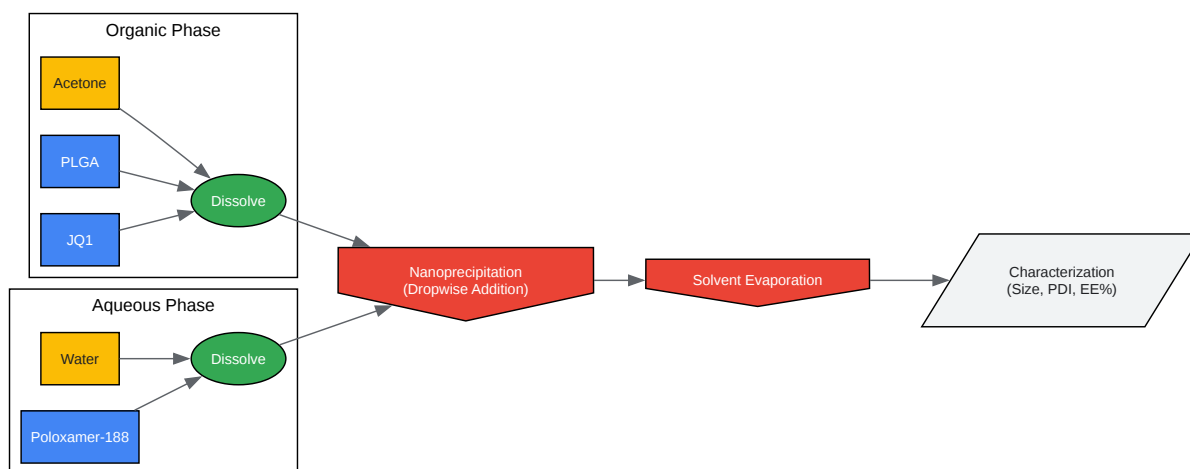 Organic Phase
Acetone
PLGA
JQ1
Dissolve
Aqueous Phase
Water
Poloxamer-188
Dissolve
Nanoprecipitation
(Dropwise Addition)
Solvent Evaporation
Characterization
(Size, PDI, EE%)